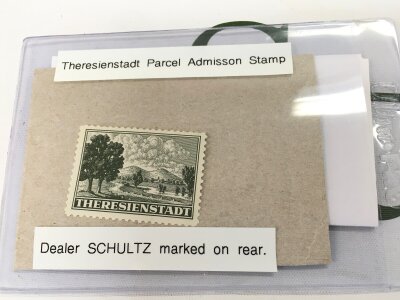 Theresienstadt Parcel Admisson Stamp
THERESIENSTADT
Dealer SCHULTZ marked on rear.